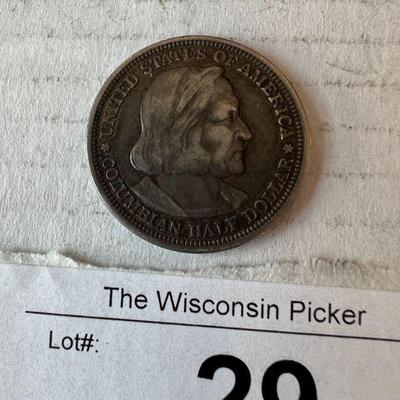 UNITED STATES OF AMERICA
COLUMBIAN HALF DOLLAR
The Wisconsin Picker
Lot#:
29